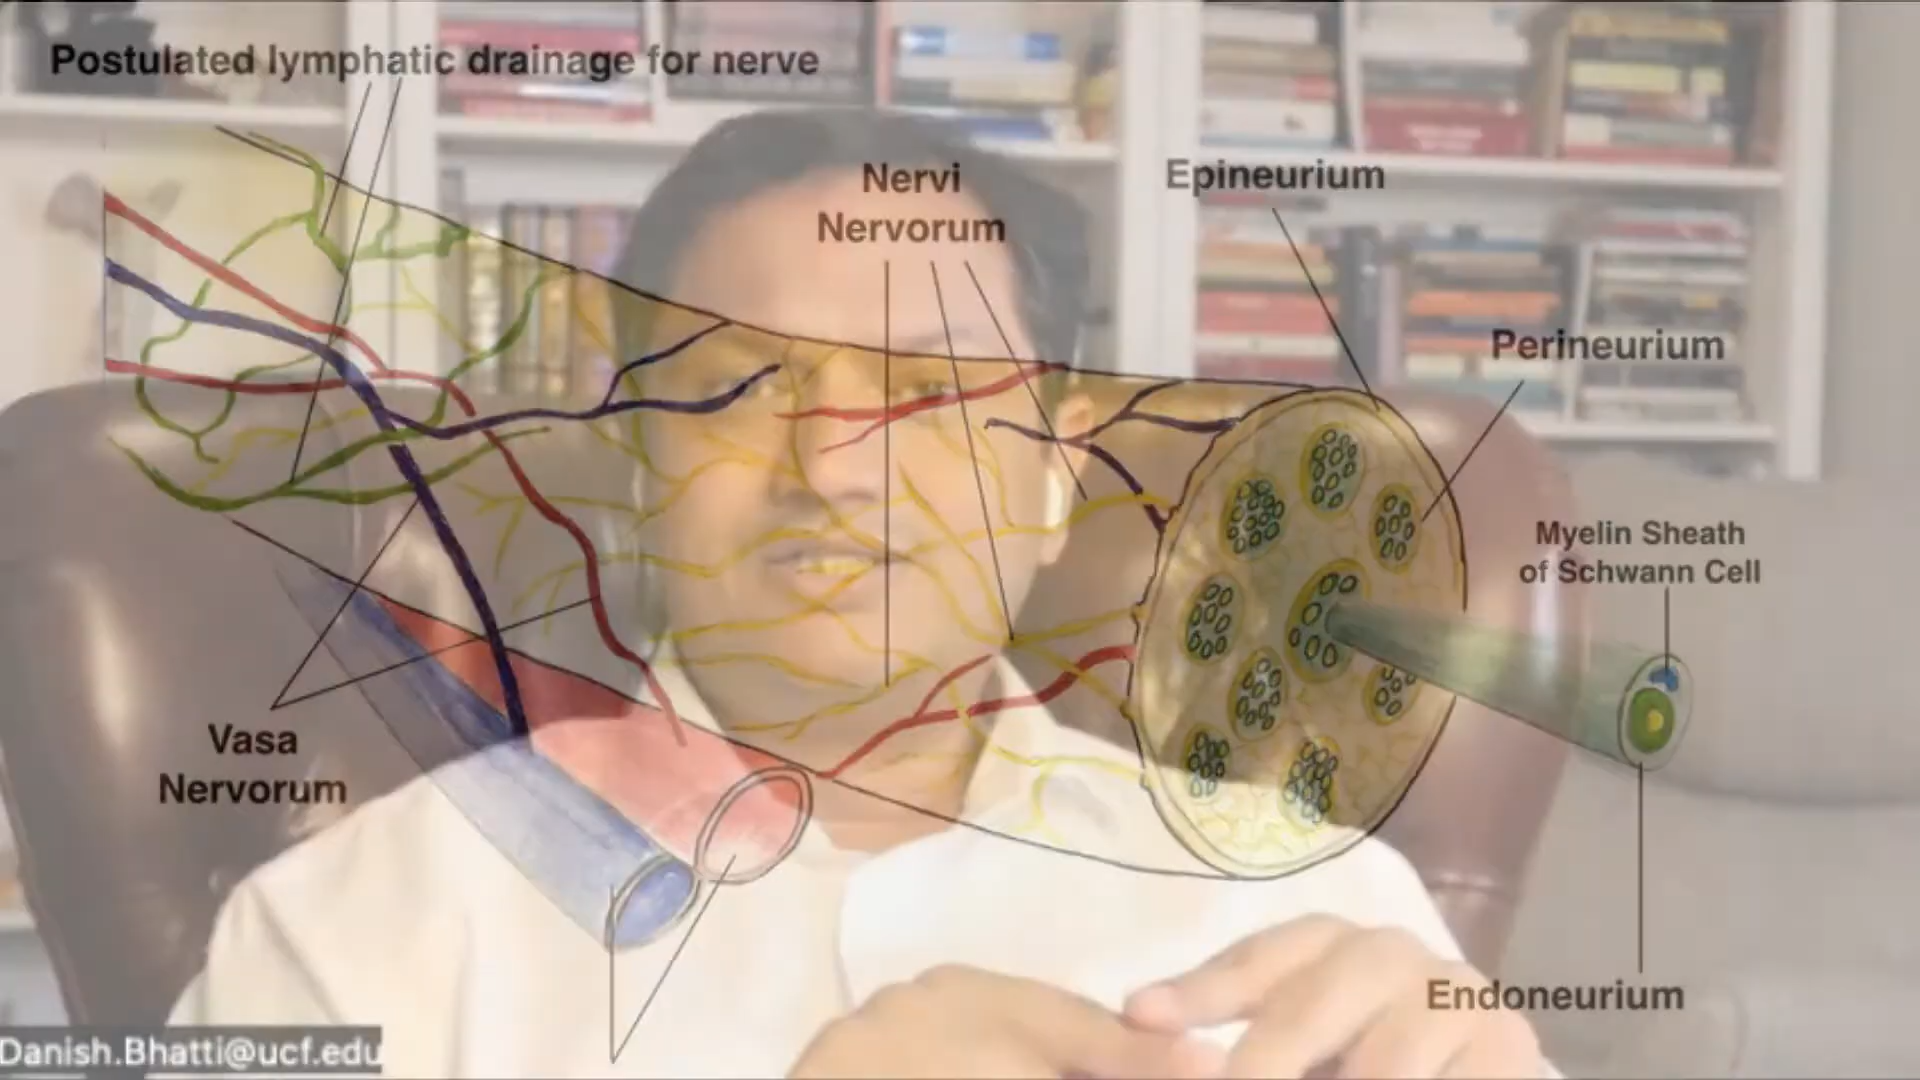 Postulated lymphatic drainage for nerve
Nervi
Nervorum
Epineurium
Perineurium
Myelin Sheath
of Schwann Cell
Vasa
Nervorum
Endoneurium
Danish.Bhatti@ucf.edu